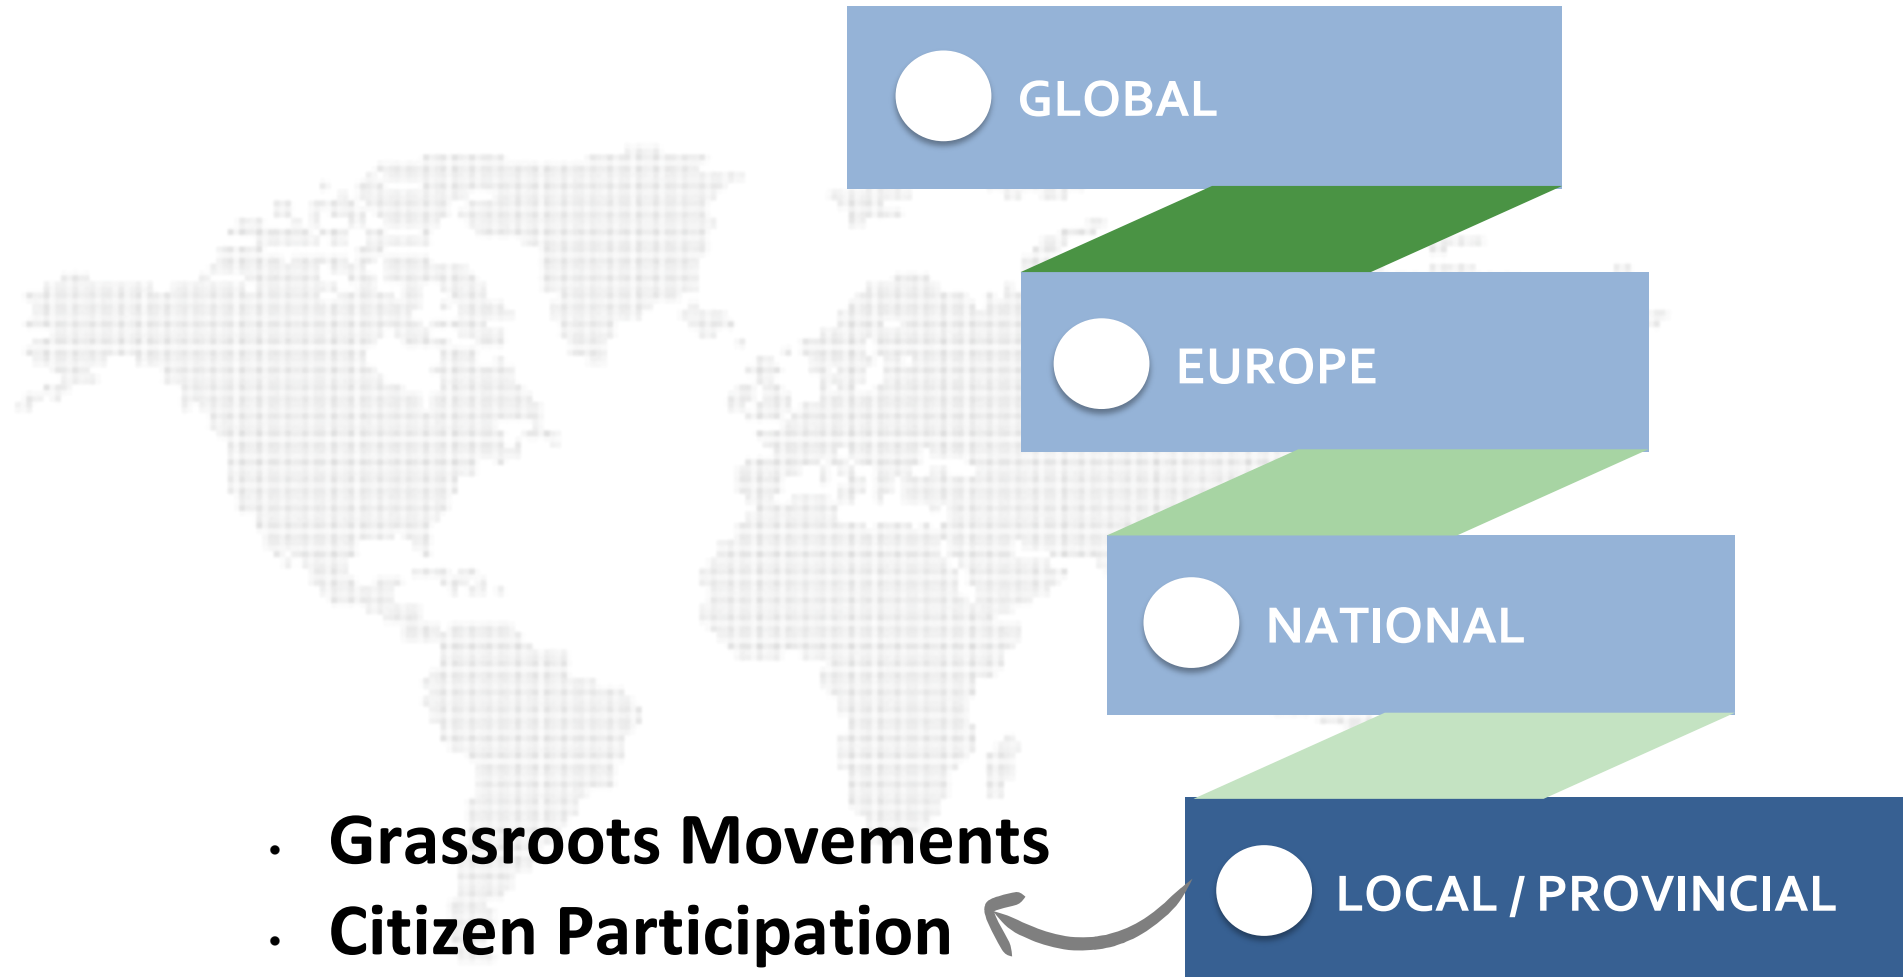 GLOBAL
EUROPE
NATIONAL
LOCAL / PROVINCIAL
• Grassroots Movements
• Citizen Participation